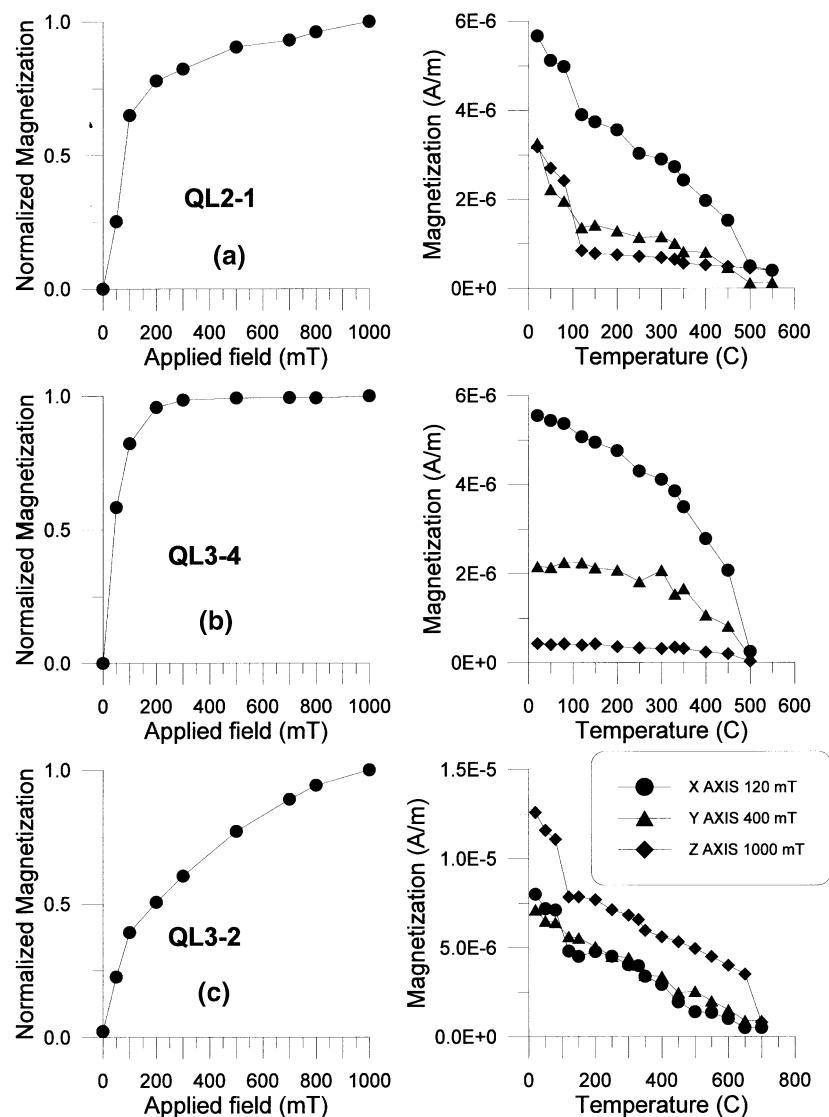 1.0
0.5
0.0
Normalized Magnetization
QL2-1
(a)
0 200 400 600 800 1000
Applied field (mT)
6E-6
4E-6
2E-6
0E+0
Magnetization (A/m)
0 100 200 300 400 500 600
Temperature (C)
1.0
0.5
0.0
Normalized Magnetization
QL3-4
(b)
0 200 400 600 800 1000
Applied field (mT)
6E-6
4E-6
2E-6
0E+0
Magnetization (A/m)
0 100 200 300 400 500 600
Temperature (C)
1.0
0.5
0.0
Normalized Magnetization
QL3-2
(c)
0 200 400 600 800 1000
Applied field (mT)
1.5E-5
1.0E-5
5.0E-6
0.0E+0
Magnetization (A/m)
X AXIS 120 mT
Y AXIS 400 mT
Z AXIS 1000 mT
0 200 400 600 800
Temperature (C)